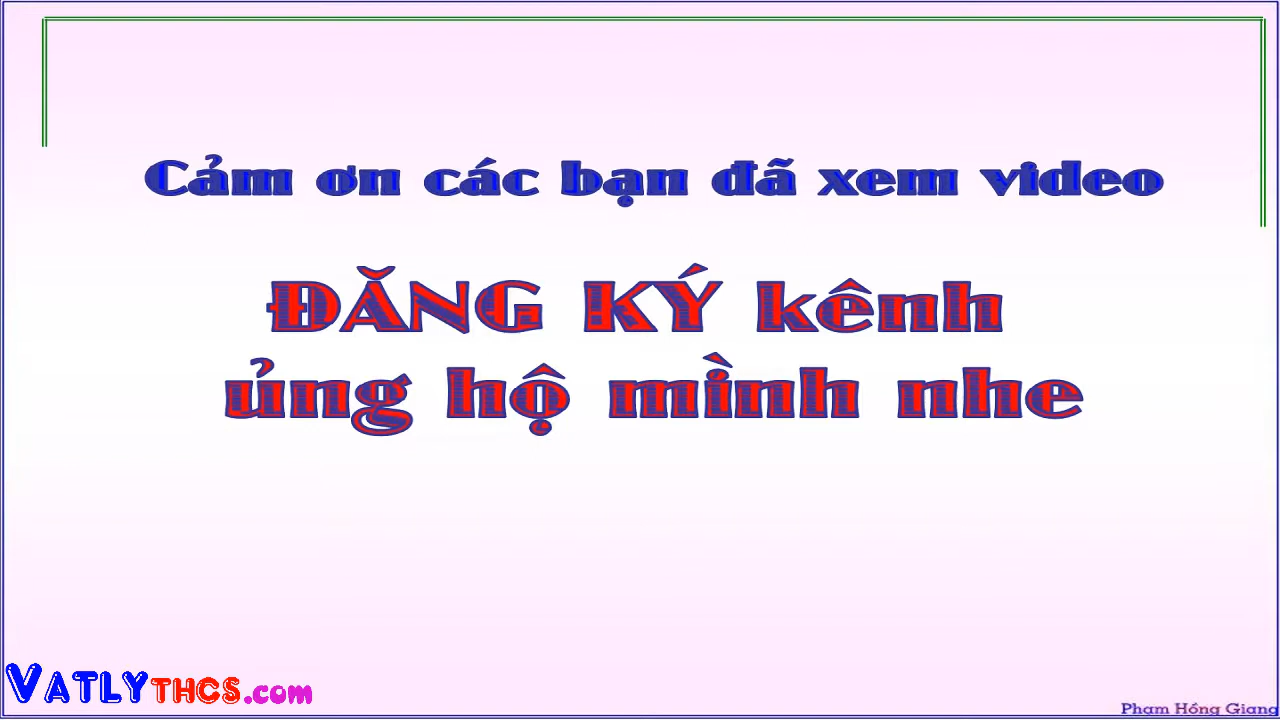 Cảm ơn các bạn đã xem video
ĐĂNG KÝ kênh
ủng hộ mình nhe
VATLYTHCS.com
Phạm Hồng Giang